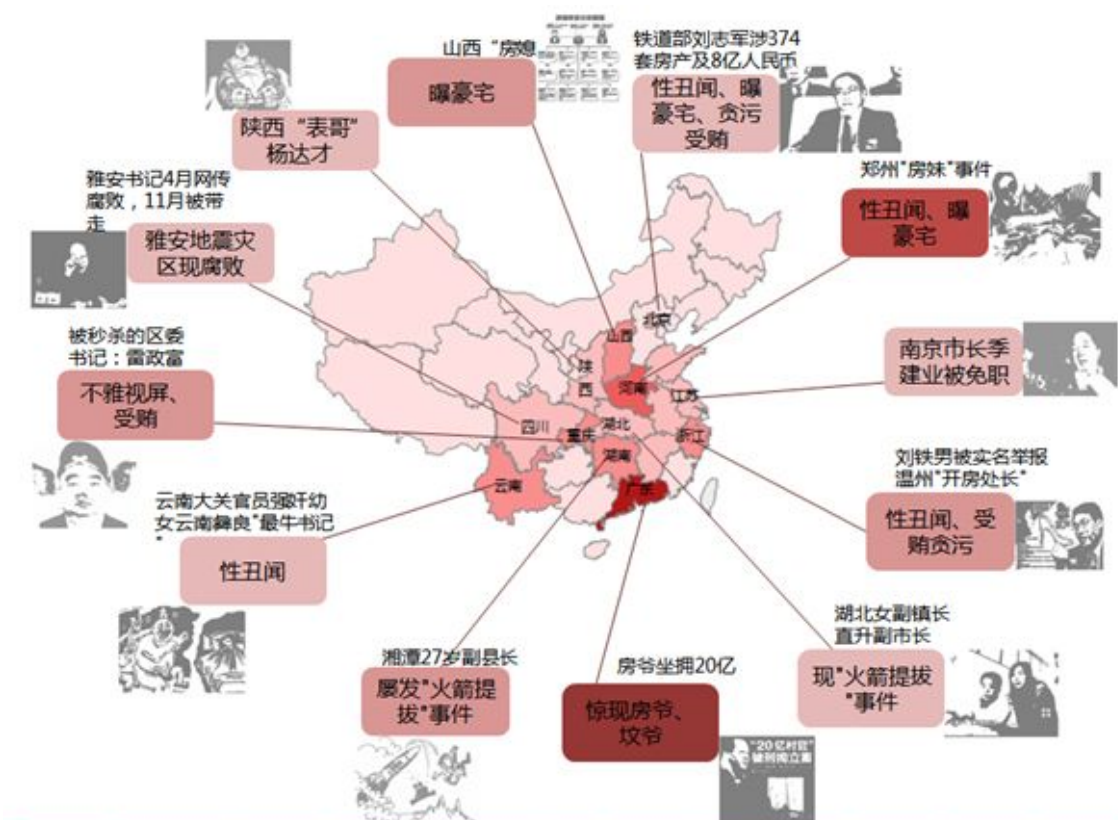 山西“房媳
曝豪宅
铁道部刘志军涉374
套房产及8亿人民币
性丑闻、曝
豪宅、贪污
受贿
陕西“表哥”
杨达才
郑州"房妹"事件
性丑闻、曝
豪宅
雅安书记4月网传
腐败，11月被带
走
雅安地震灾
区现腐败
被秒杀的区委
书记：雷政富
不雅视屏、
受贿
南京市长季
建业被免职
刘铁男被实名举报
温州"开房处长"
性丑闻、受
贿贪污
云南大关官员强奸幼
女云南彝良"最牛书记
"
性丑闻
湘潭27岁副县长
屡发"火箭提
拔"事件
房爷坐拥20亿
惊现房爷、
坟爷
"20亿村官"
被刑拘立案
湖北女副镇长
直升副市长
现"火箭提拔
"事件
北京
山西
陕
西
河南
江苏
四川
重庆
湖北
浙江
湖南
云南
广东